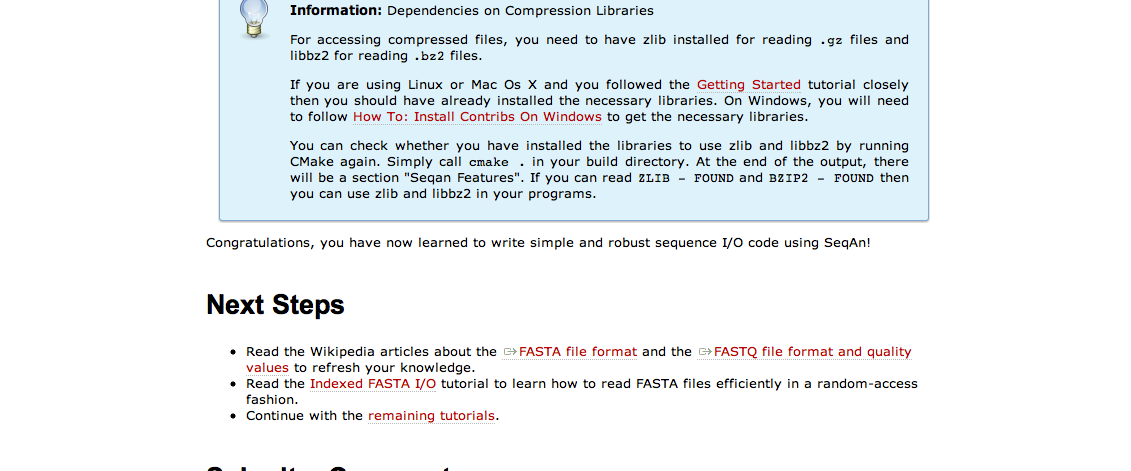 Information: Dependencies on Compression Libraries
For accessing compressed files, you need to have zlib installed for reading .gz files and
libbz2 for reading .bz2 files.
If you are using Linux or Mac Os X and you followed the Getting Started tutorial closely
then you should have already installed the necessary libraries. On Windows, you will need
to follow How To: Install Contribs On Windows to get the necessary libraries.
You can check whether you have installed the libraries to use zlib and libbz2 by running
CMake again. Simply call cmake . in your build directory. At the end of the output, there
will be a section "Seqan Features". If you can read ZLIB - FOUND and BZIP2 - FOUND then
you can use zlib and libbz2 in your programs.
Congratulations, you have now learned to write simple and robust sequence I/O code using SeqAn!
Next Steps
• Read the Wikipedia articles about the FASTA file format and the FASTQ file format and quality
values to refresh your knowledge.
• Read the Indexed FASTA I/O tutorial to learn how to read FASTA files efficiently in a random-access
fashion.
• Continue with the remaining tutorials.